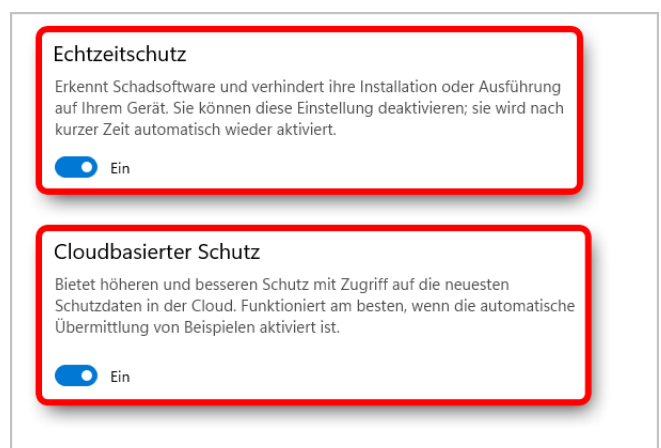 Echtzeitschutz
Erkennt Schadsoftware und verhindert ihre Installation oder Ausführung
auf Ihrem Gerät. Sie können diese Einstellung deaktivieren; sie wird nach
kurzer Zeit automatisch wieder aktiviert.
Ein
Cloudbasierter Schutz
Bietet höheren und besseren Schutz mit Zugriff auf die neuesten
Schutzdaten in der Cloud. Funktioniert am besten, wenn die automatische
Übermittlung von Beispielen aktiviert ist.
Ein